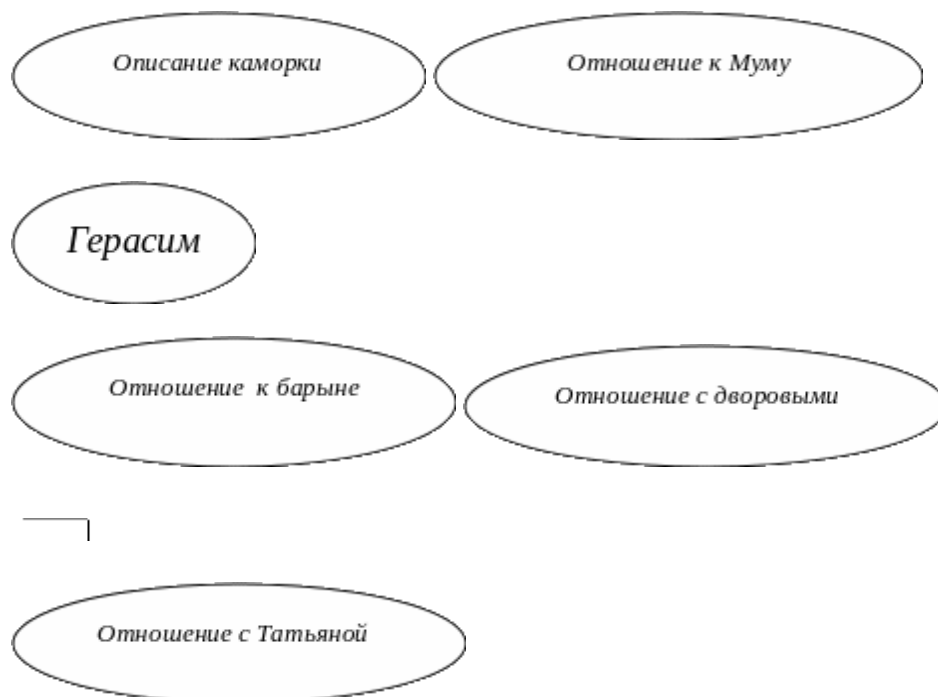 Описание каморки
Отношение к Муму
Герасим
Отношение к барыне
Отношение с дворовыми
Отношение с Татьяной